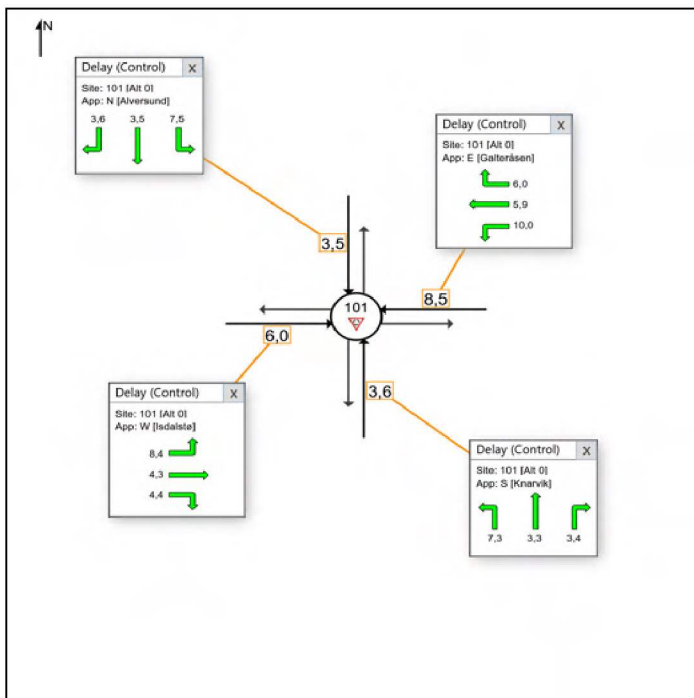 N
Delay (Control) X
Site: 101 [Alt 0]
App: N [Alversund]
3,6 3,5 7,5
Delay (Control) X
Site: 101 [Alt 0]
App: E [Galteråsen]
6,0
5,9
10,0
3,5
101
8,5
6,0
3,6
Delay (Control) X
Site: 101 [Alt 0]
App: W [Isdalstø]
8,4
4,3
4,4
Delay (Control) X
Site: 101 [Alt 0]
App: S [Knarvik]
7,3 3,3 3,4